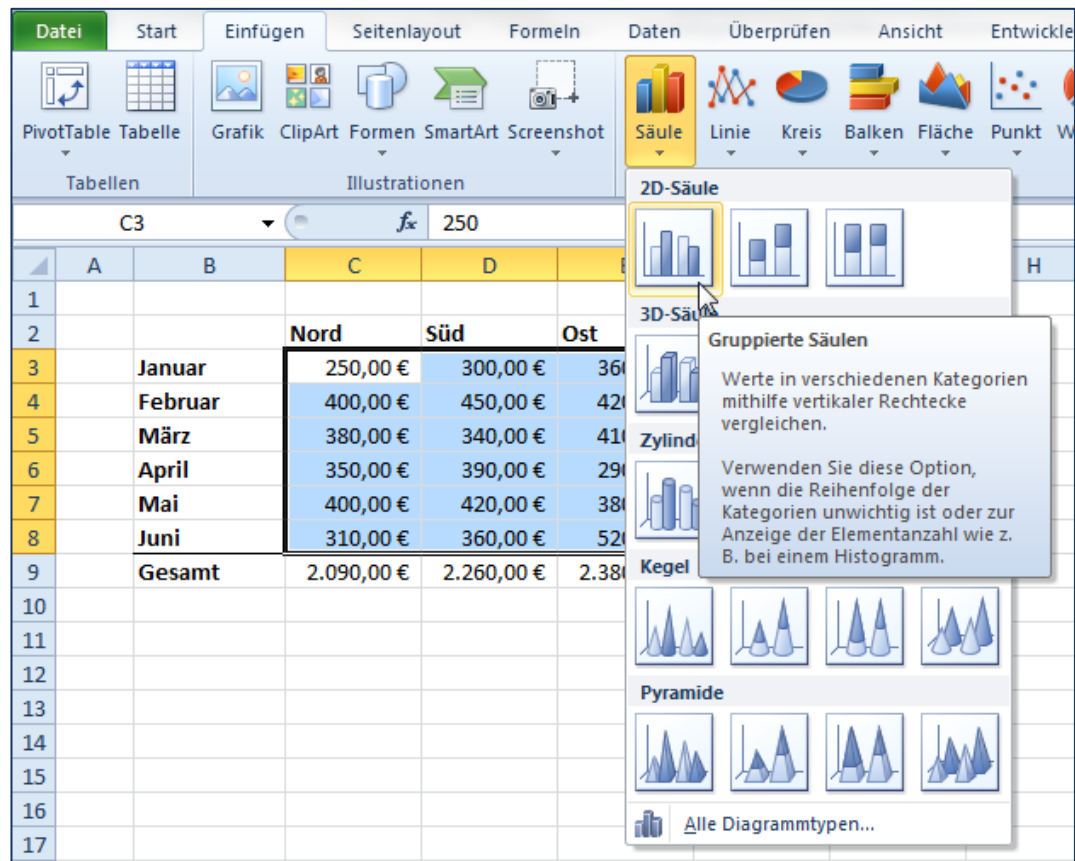 Datei Start Einfügen Seitenlayout Formeln Daten Überprüfen Ansicht
PivotTable Tabelle Grafik ClipArt Formen SmartArt Screenshot Säule Linie Kreis Balken Fläche Punkt
Tabellen Illustrationen
2D-Säule
C3 fx 250
A B C D H
1
2 Nord Süd Ost
3 Januar 250,00 € 300,00 €
4 Februar 400,00 € 450,00 €
5 März 380,00 € 340,00 €
6 April 350,00 € 390,00 €
7 Mai 400,00 € 420,00 €
8 Juni 310,00 € 360,00 €
9 Gesamt 2.090,00 € 2.260,00 €
10
11
12
13
14
15
16
17
Gruppierte Säulen
Werte in verschiedenen Kategorien
mithilfe vertikaler Rechtecke
vergleichen.
Verwenden Sie diese Option,
wenn die Reihenfolge der
Kategorien unwichtig ist oder zur
Anzeige der Elementanzahl wie z.
B. bei einem Histogramm.
Kegel
Pyramide
Alle Diagrammtypen...